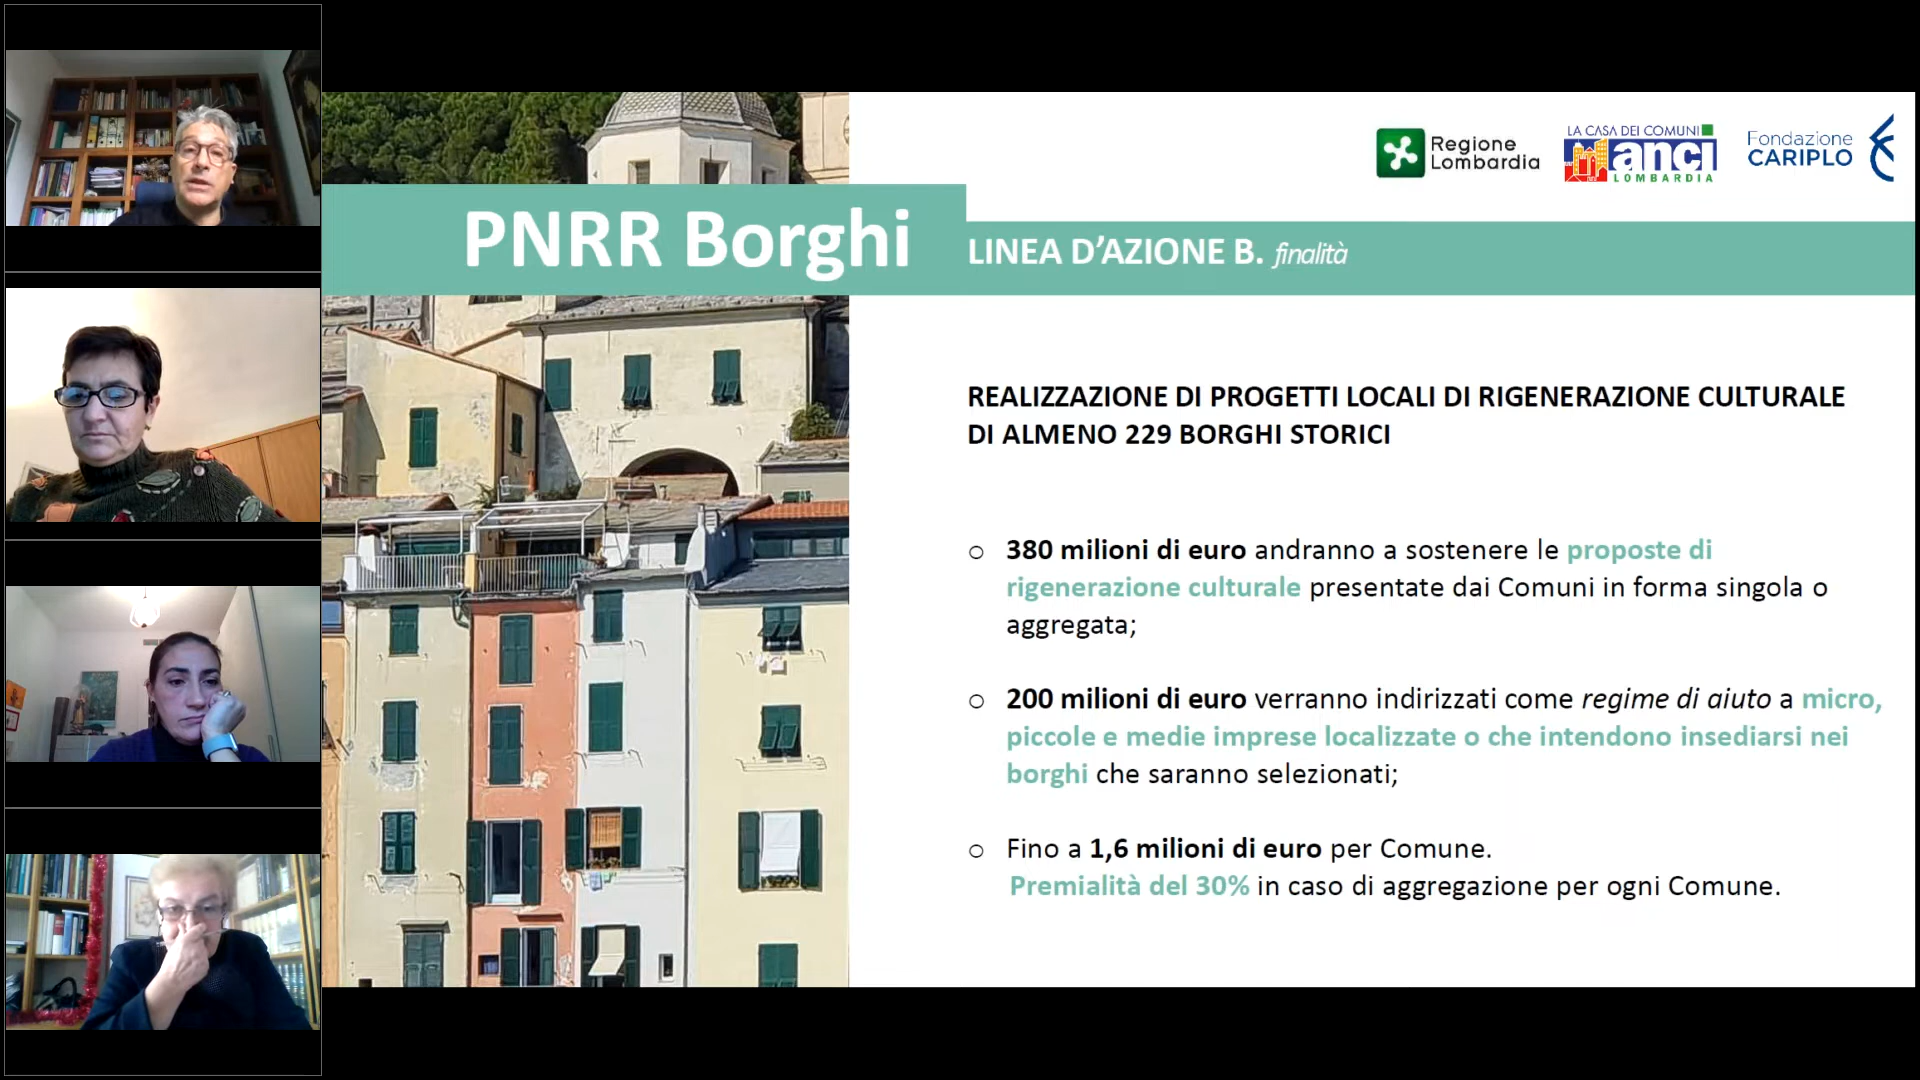 Regione
Lombardia
LA CASA DEI COMUNI
anci
LOMBARDIA
Fondazione
CARIPLO
PNRR Borghi
LINEA D’AZIONE B. finalità
REALIZZAZIONE DI PROGETTI LOCALI DI RIGENERAZIONE CULTURALE
DI ALMENO 229 BORGHI STORICI
380 milioni di euro andranno a sostenere le proposte di
rigenerazione culturale presentate dai Comuni in forma singola o
aggregata;
200 milioni di euro verranno indirizzati come regime di aiuto a micro,
piccole e medie imprese localizzate o che intendono insediarsi nei
borghi che saranno selezionati;
Fino a 1,6 milioni di euro per Comune.
Premialità del 30% in caso di aggregazione per ogni Comune.